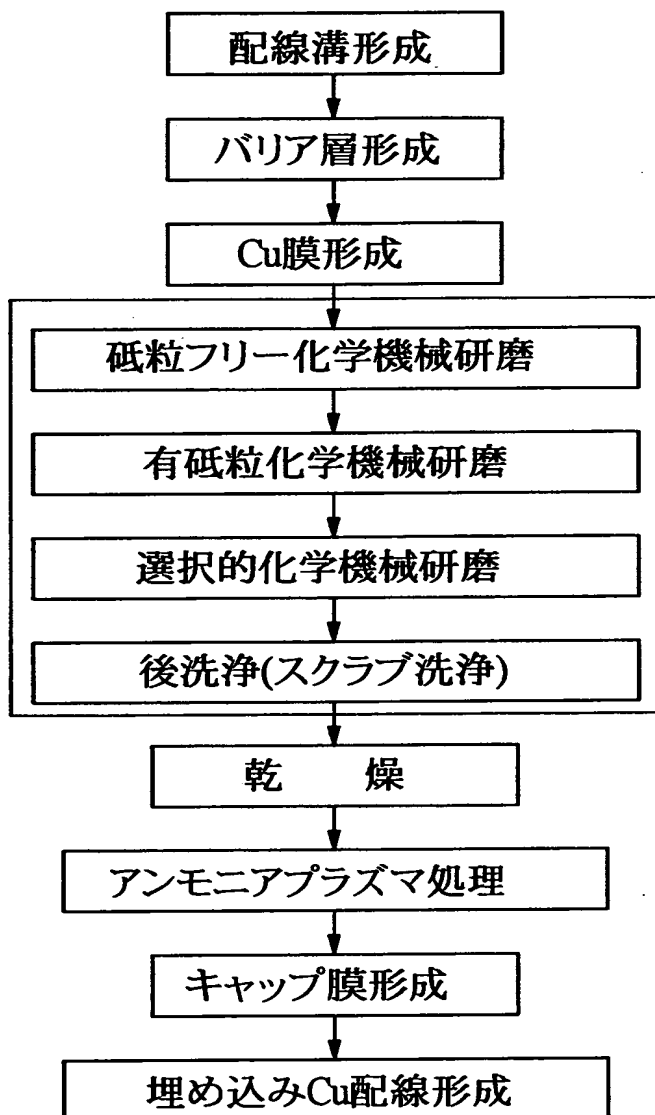 配線溝形成
バリア層形成
Cu膜形成
砥粒フリー化学機械研磨
有砥粒化学機械研磨
選択的化学機械研磨
後洗浄(スクラブ洗浄)
乾　　燥
アンモニアプラズマ処理
キャップ膜形成
埋め込みCu配線形成